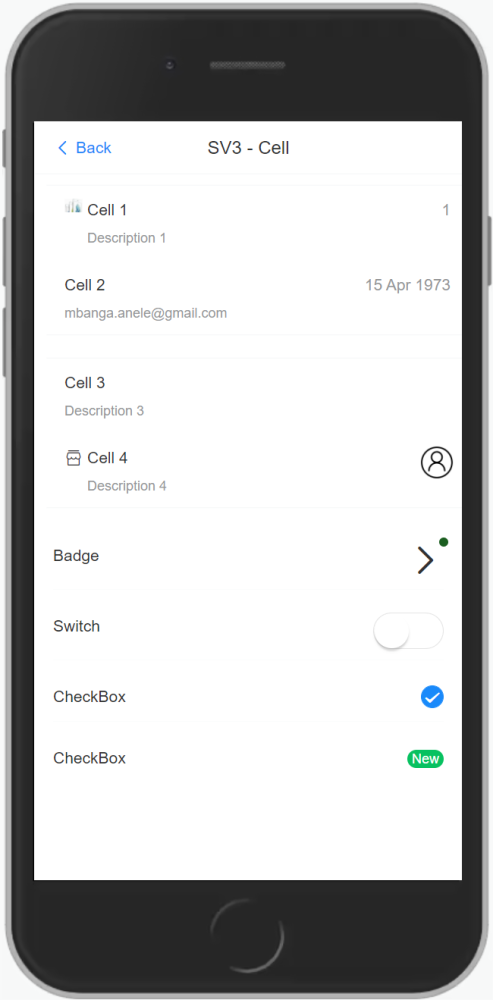 Back
SV3 - Cell
Cell 1
1
Description 1
Cell 2
15 Apr 1973
mbanga.anele@gmail.com
Cell 3
Description 3
Cell 4
Description 4
Badge
Switch
CheckBox
CheckBox
New